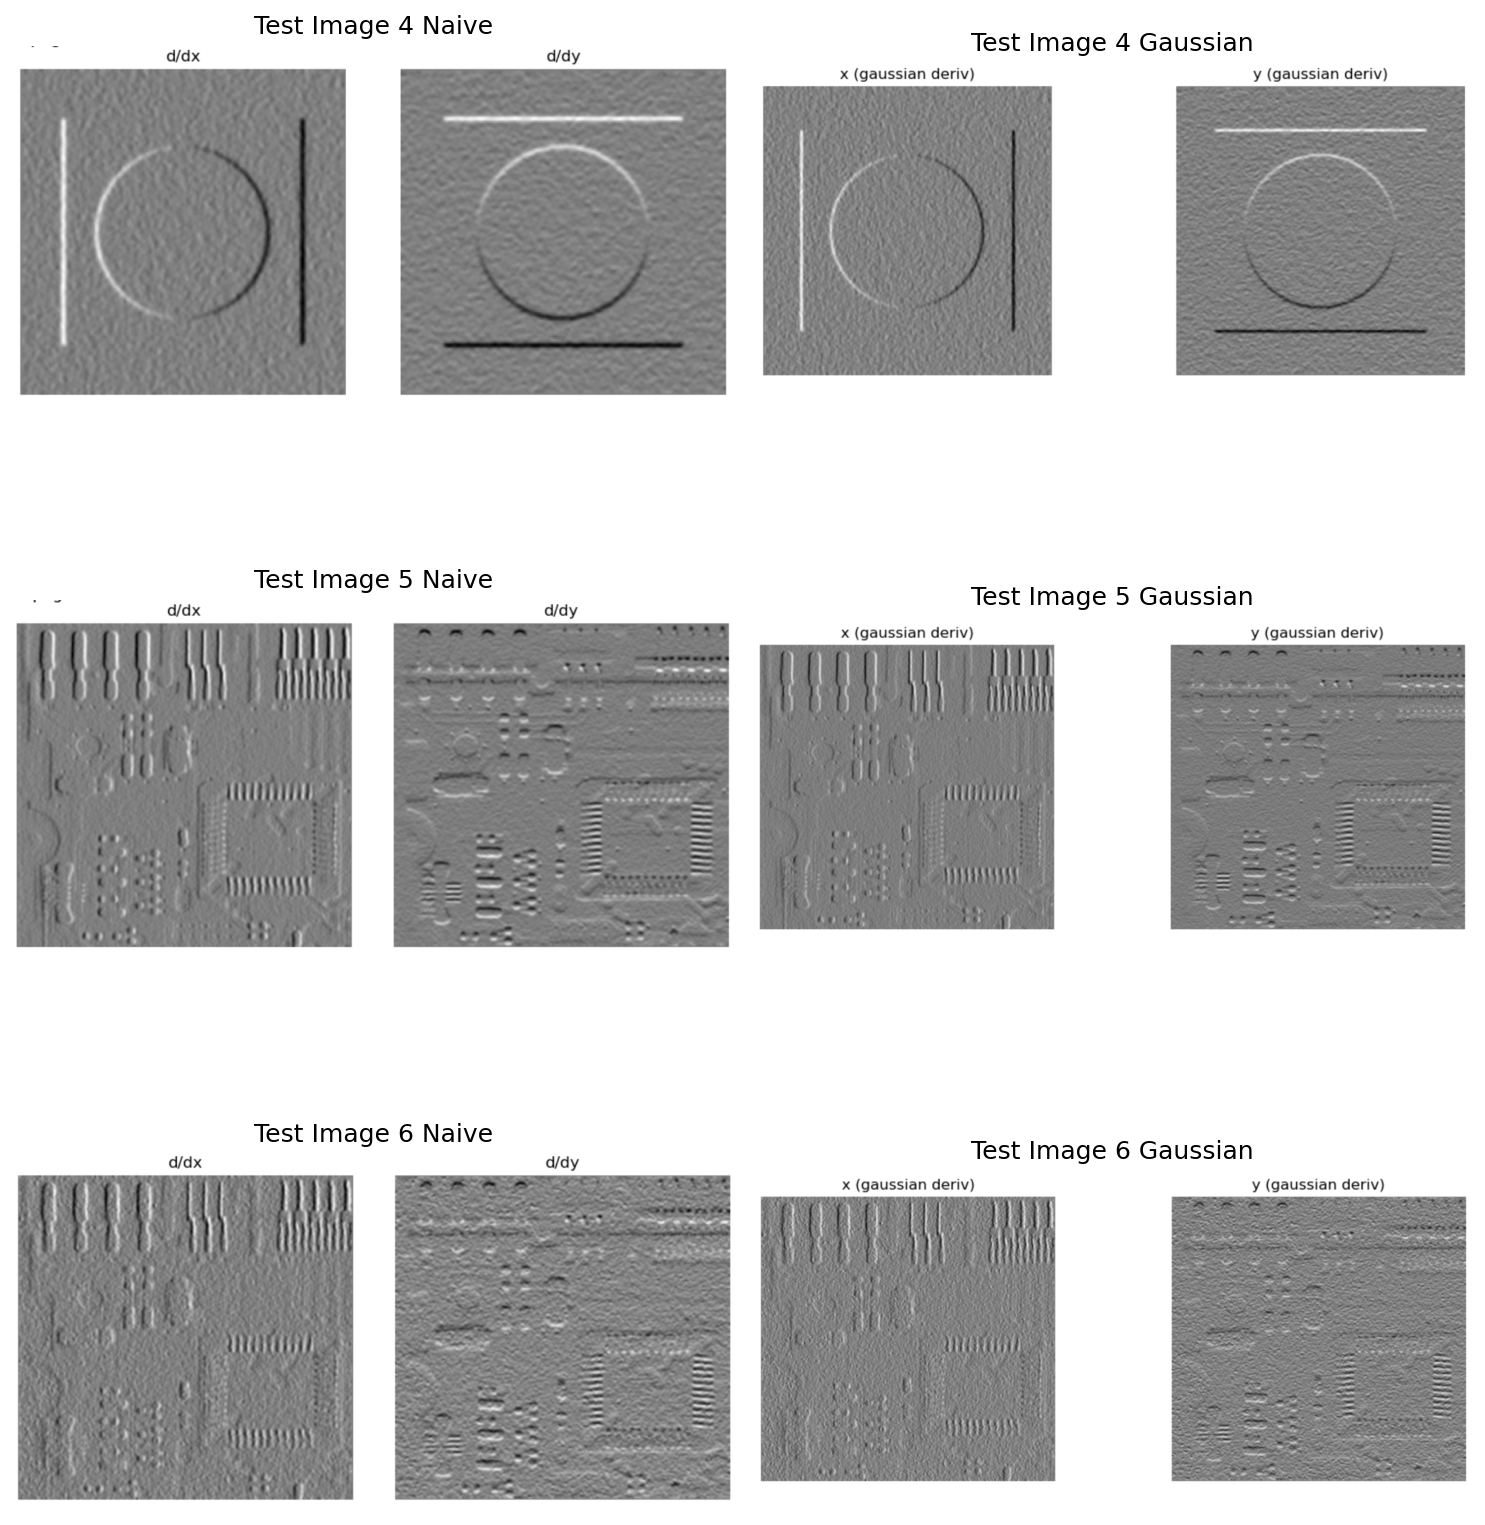 Test Image 4 Naive
d/dx
d/dy
Test Image 4 Gaussian
x (gaussian deriv)
y (gaussian deriv)
Test Image 5 Naive
d/dx
d/dy
Test Image 5 Gaussian
x (gaussian deriv)
y (gaussian deriv)
Test Image 6 Naive
d/dx
d/dy
Test Image 6 Gaussian
x (gaussian deriv)
y (gaussian deriv)